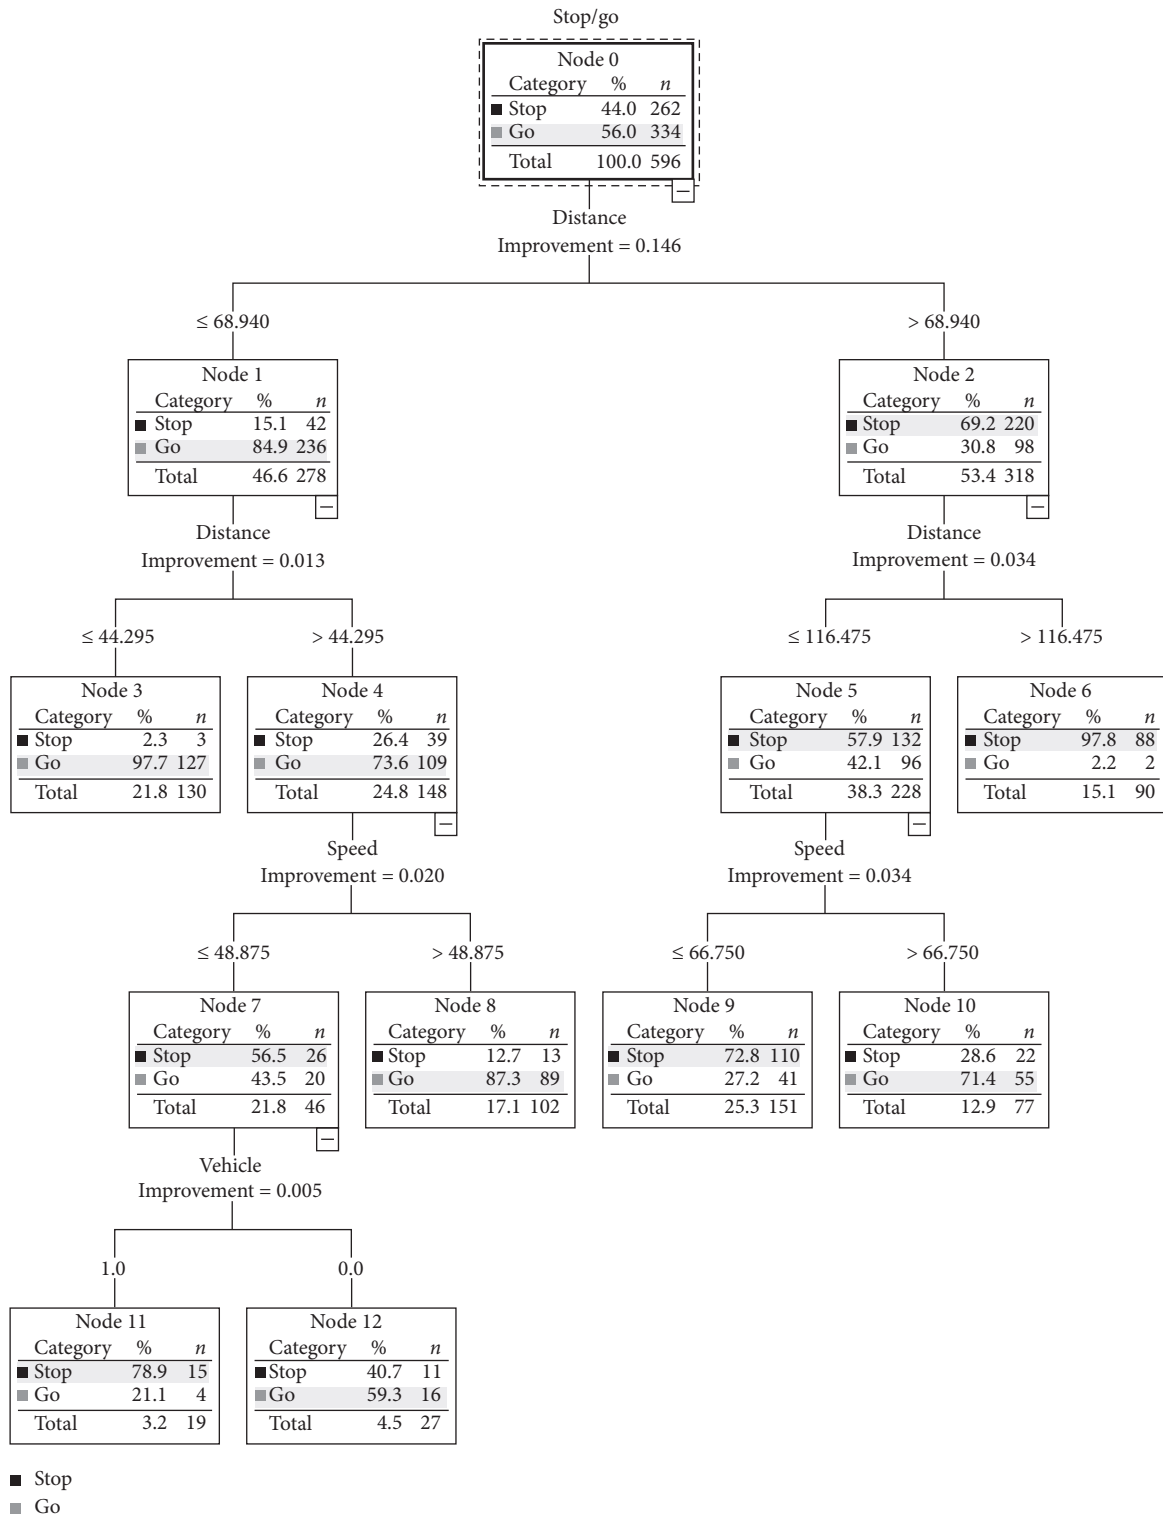 Stop/go
Node 0
Category % n
Stop 44.0 262
Go 56.0 334
Total 100.0 596
Distance
Improvement = 0.146
≤ 68.940
> 68.940
Node 1
Category % n
Stop 15.1 42
Go 84.9 236
Total 46.6 278
Node 2
Category % n
Stop 69.2 220
Go 30.8 98
Total 53.4 318
Distance
Improvement = 0.013
Distance
Improvement = 0.034
≤ 44.295
> 44.295
≤ 116.475
> 116.475
Node 3
Category % n
Stop 2.3 3
Go 97.7 127
Total 21.8 130
Node 4
Category % n
Stop 26.4 39
Go 73.6 109
Total 24.8 148
Node 5
Category % n
Stop 57.9 132
Go 42.1 96
Total 38.3 228
Node 6
Category % n
Stop 97.8 88
Go 2.2 2
Total 15.1 90
Speed
Improvement = 0.020
Speed
Improvement = 0.034
≤ 48.875
> 48.875
≤ 66.750
> 66.750
Node 7
Category % n
Stop 56.5 26
Go 43.5 20
Total 21.8 46
Node 8
Category % n
Stop 12.7 13
Go 87.3 89
Total 17.1 102
Node 9
Category % n
Stop 72.8 110
Go 27.2 41
Total 25.3 151
Node 10
Category % n
Stop 28.6 22
Go 71.4 55
Total 12.9 77
Vehicle
Improvement = 0.005
1.0
0.0
Node 11
Category % n
Stop 78.9 15
Go 21.1 4
Total 3.2 19
Node 12
Category % n
Stop 40.7 11
Go 59.3 16
Total 4.5 27
Stop
Go